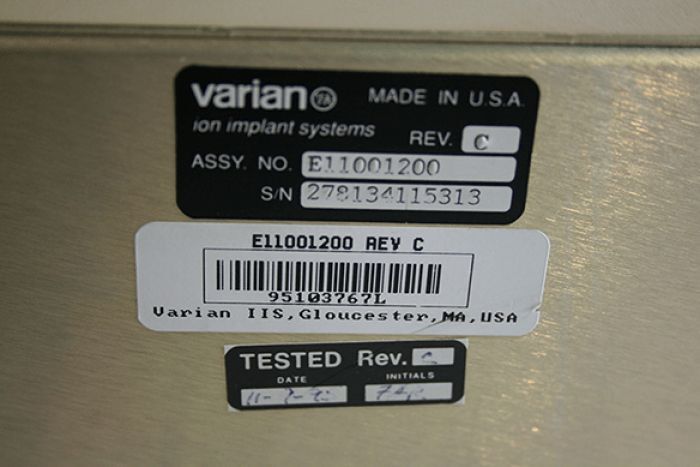 varian VA MADE IN U.S.A.
ion implant systems REV. C
ASSY. NO. E11001200
S/N 278134115313
E11001200 REV C
95103767L
Varian IIS,Gloucester,MA,USA
TESTED Rev. C
DATE INITIALS